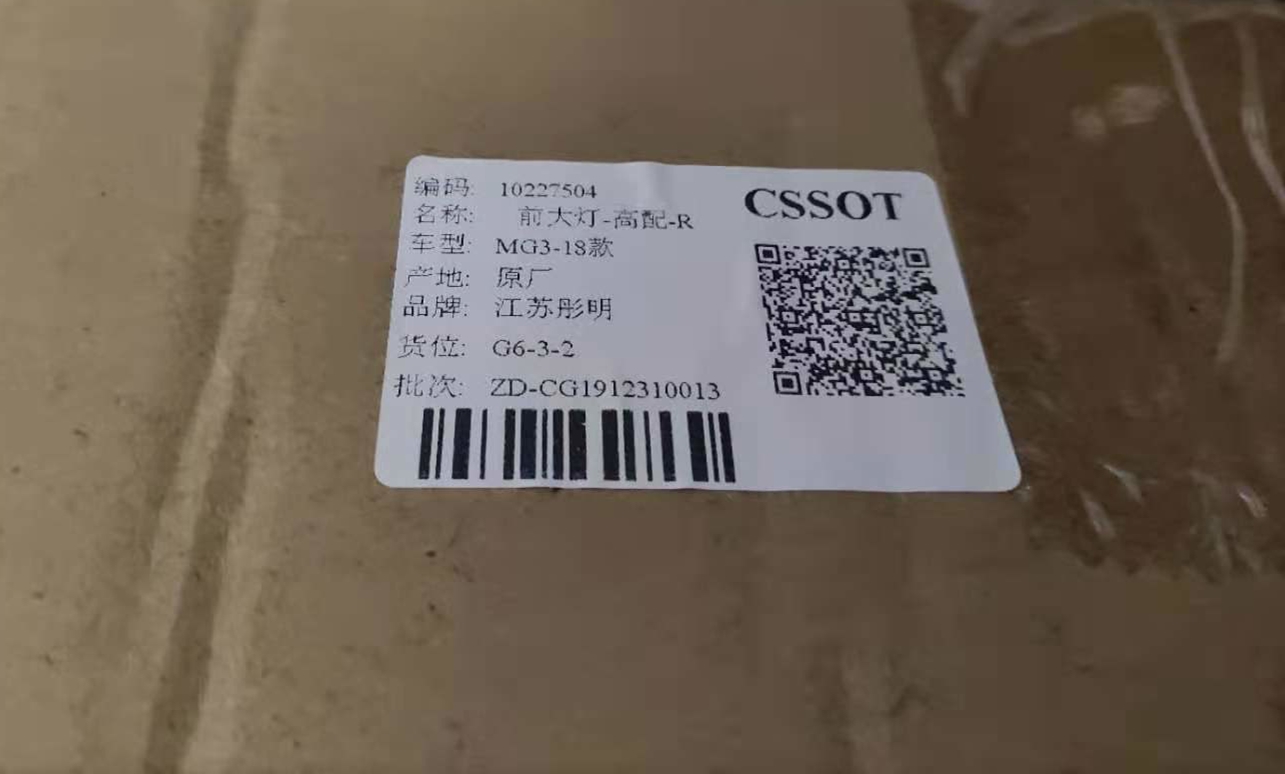 CSSOT
编码: 10227504
名称: 前大灯-高配-R
车型: MG3-18款
产地: 原厂
品牌: 江苏彤明
货位: G6-3-2
批次: ZD-CG1912310013